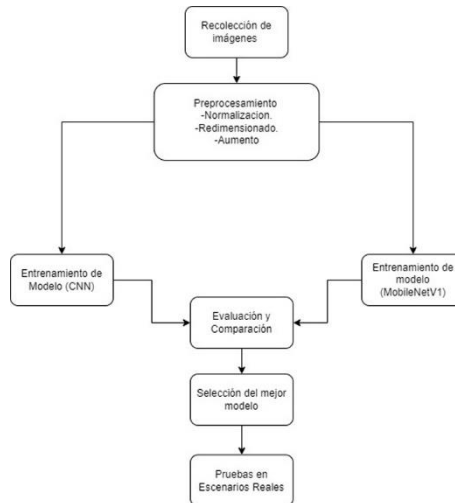 Recolección de
imágenes
Preprocesamiento
-Normalizacion.
-Redimensionado.
-Aumento
Entrenamiento de
Modelo (CNN)
Entrenamiento de
modelo
(MobileNetV1)
Evaluación y
Comparación
Selección del mejor
modelo
Pruebas en
Escenarios Reales